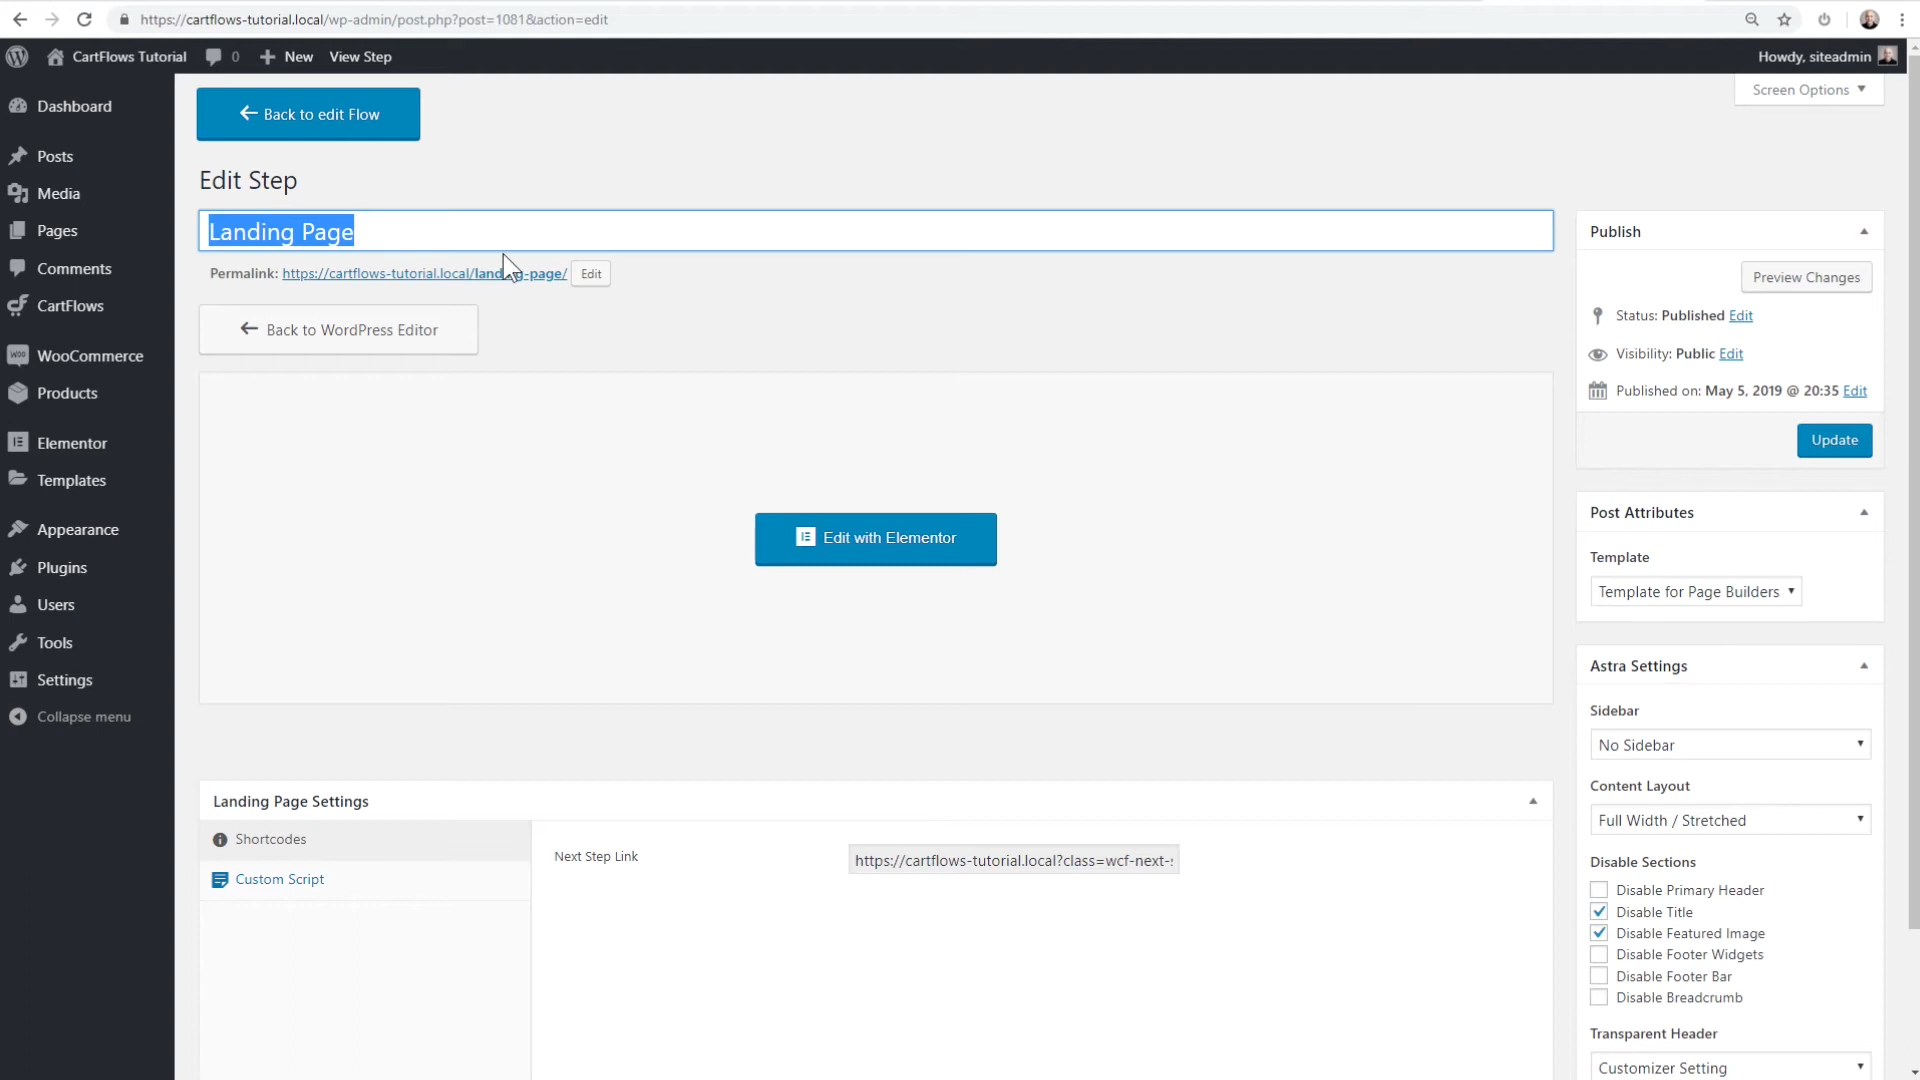 https://cartflows-tutorial.local/wp-admin/post.php?post=1081&action=edit
CartFlows Tutorial
0
New
View Step
Howdy, siteadmin
Screen Options
Dashboard
Posts
Media
Pages
Comments
CartFlows
WooCommerce
Products
Elementor
Templates
Appearance
Plugins
Users
Tools
Settings
Collapse menu
Back to edit Flow
Edit Step
Landing Page
Permalink: https://cartflows-tutorial.local/landing-page/ Edit
Back to WordPress Editor
Edit with Elementor
Landing Page Settings
Shortcodes
Custom Script
Next Step Link
https://cartflows-tutorial.local?class=wcf-next-s
Publish
Preview Changes
Status: Published Edit
Visibility: Public Edit
Published on: May 5, 2019 @ 20:35 Edit
Update
Post Attributes
Template
Template for Page Builders
Astra Settings
Sidebar
No Sidebar
Content Layout
Full Width / Stretched
Disable Sections
Disable Primary Header
Disable Title
Disable Featured Image
Disable Footer Widgets
Disable Footer Bar
Disable Breadcrumb
Transparent Header
Customizer Setting